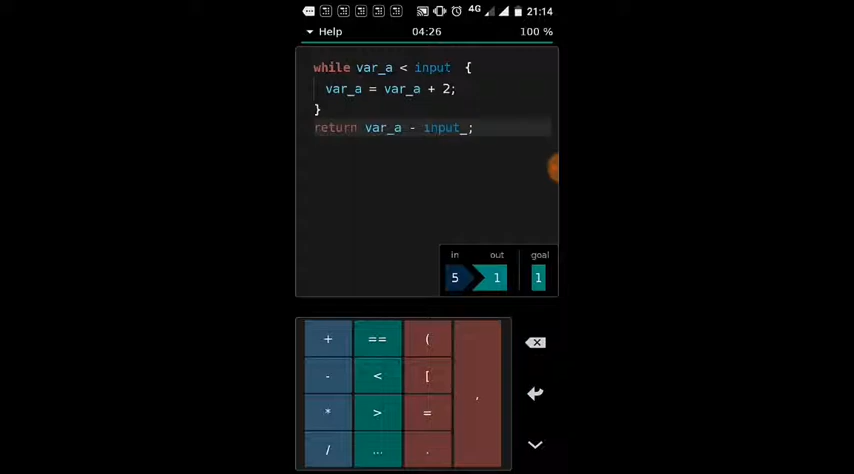 4G 21:14
Help 04:26 100 %
while var_a < input {
var_a = var_a + 2;
}
return var_a - input_;
in out goal
5 1 1
+ == (
- < [ ,
* > =
/ ... .